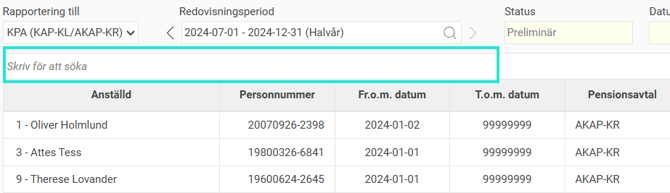 Rapportering till Redovisningsperiod Status Datu
KPA (KAP-KL/AKAP-KR) 2024-07-01 - 2024-12-31 (Halvår) Preliminär
Skriv för att söka
Anställd Personnummer Fr.o.m. datum T.o.m. datum Pensionsavtal
1 - Oliver Holmlund 20070926-2398 2024-01-02 99999999 AKAP-KR
3 - Attes Tess 19800326-6841 2024-01-01 99999999 AKAP-KR
9 - Therese Lovander 19600624-2645 2024-01-01 99999999 AKAP-KR